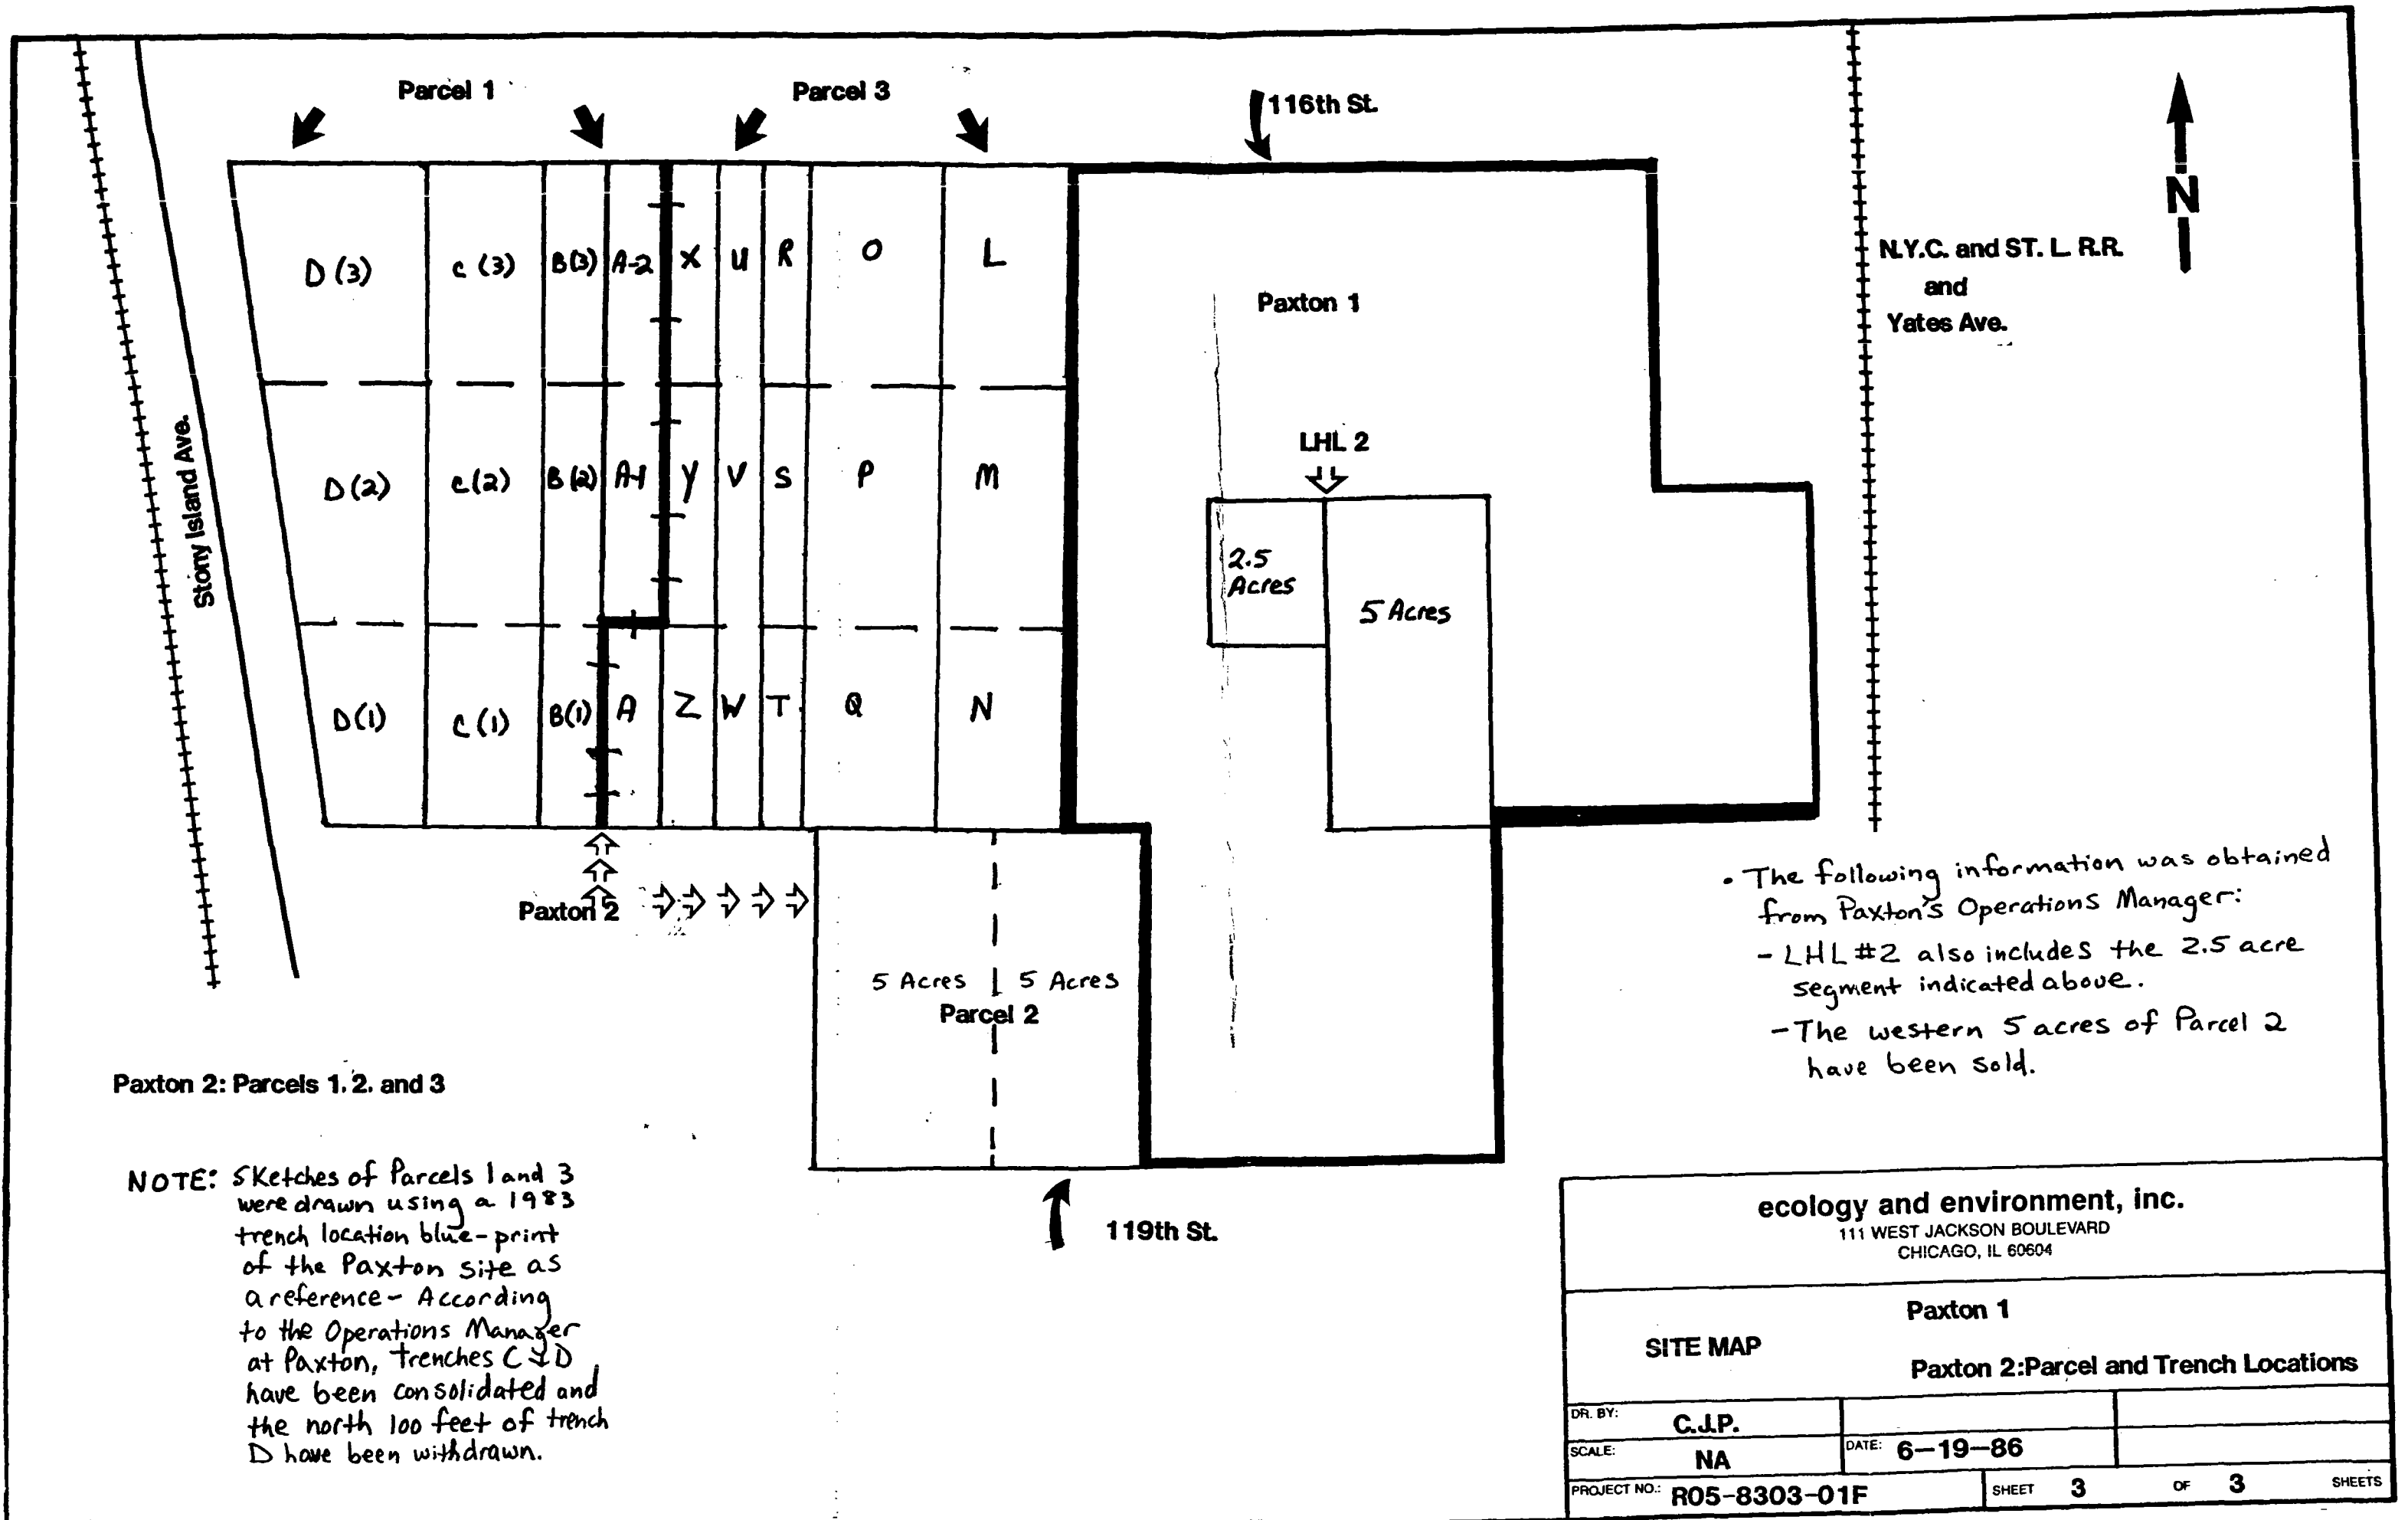 Parcel 1
Parcel 3
116th St.
N
N.Y.C. and ST. L. R.R.
and
Yates Ave.
Stony Island Ave.
D (3)
C (3)
B(3)
A-2
X
U
R
O
L
Paxton 1
LHL 2
D(2)
C(2)
B(2)
A-1
Y
V
S
P
M
2.5
Acres
5 Acres
D(1)
C(1)
B(1)
A
Z
W
T
Q
N
Paxton 2
5 Acres
5 Acres
Parcel 2
• The following information was obtained
from Paxton's Operations Manager:
- LHL #2 also includes the 2.5 acre
segment indicated above.
- The western 5 acres of Parcel 2
have been sold.
Paxton 2: Parcels 1, 2, and 3
NOTE: Sketches of Parcels 1 and 3
were drawn using a 1983
trench location blue-print
of the Paxton site as
a reference - According
to the Operations Manager
at Paxton, trenches C & D
have been consolidated and
the north 100 feet of trench
D have been withdrawn.
119th St.
ecology and environment, inc.
111 WEST JACKSON BOULEVARD
CHICAGO, IL 60604
SITE MAP
Paxton 1
Paxton 2:Parcel and Trench Locations
DR. BY: C.J.P.
SCALE: NA
DATE: 6-19-86
PROJECT NO.: R05-8303-01F
SHEET 3 OF 3 SHEETS